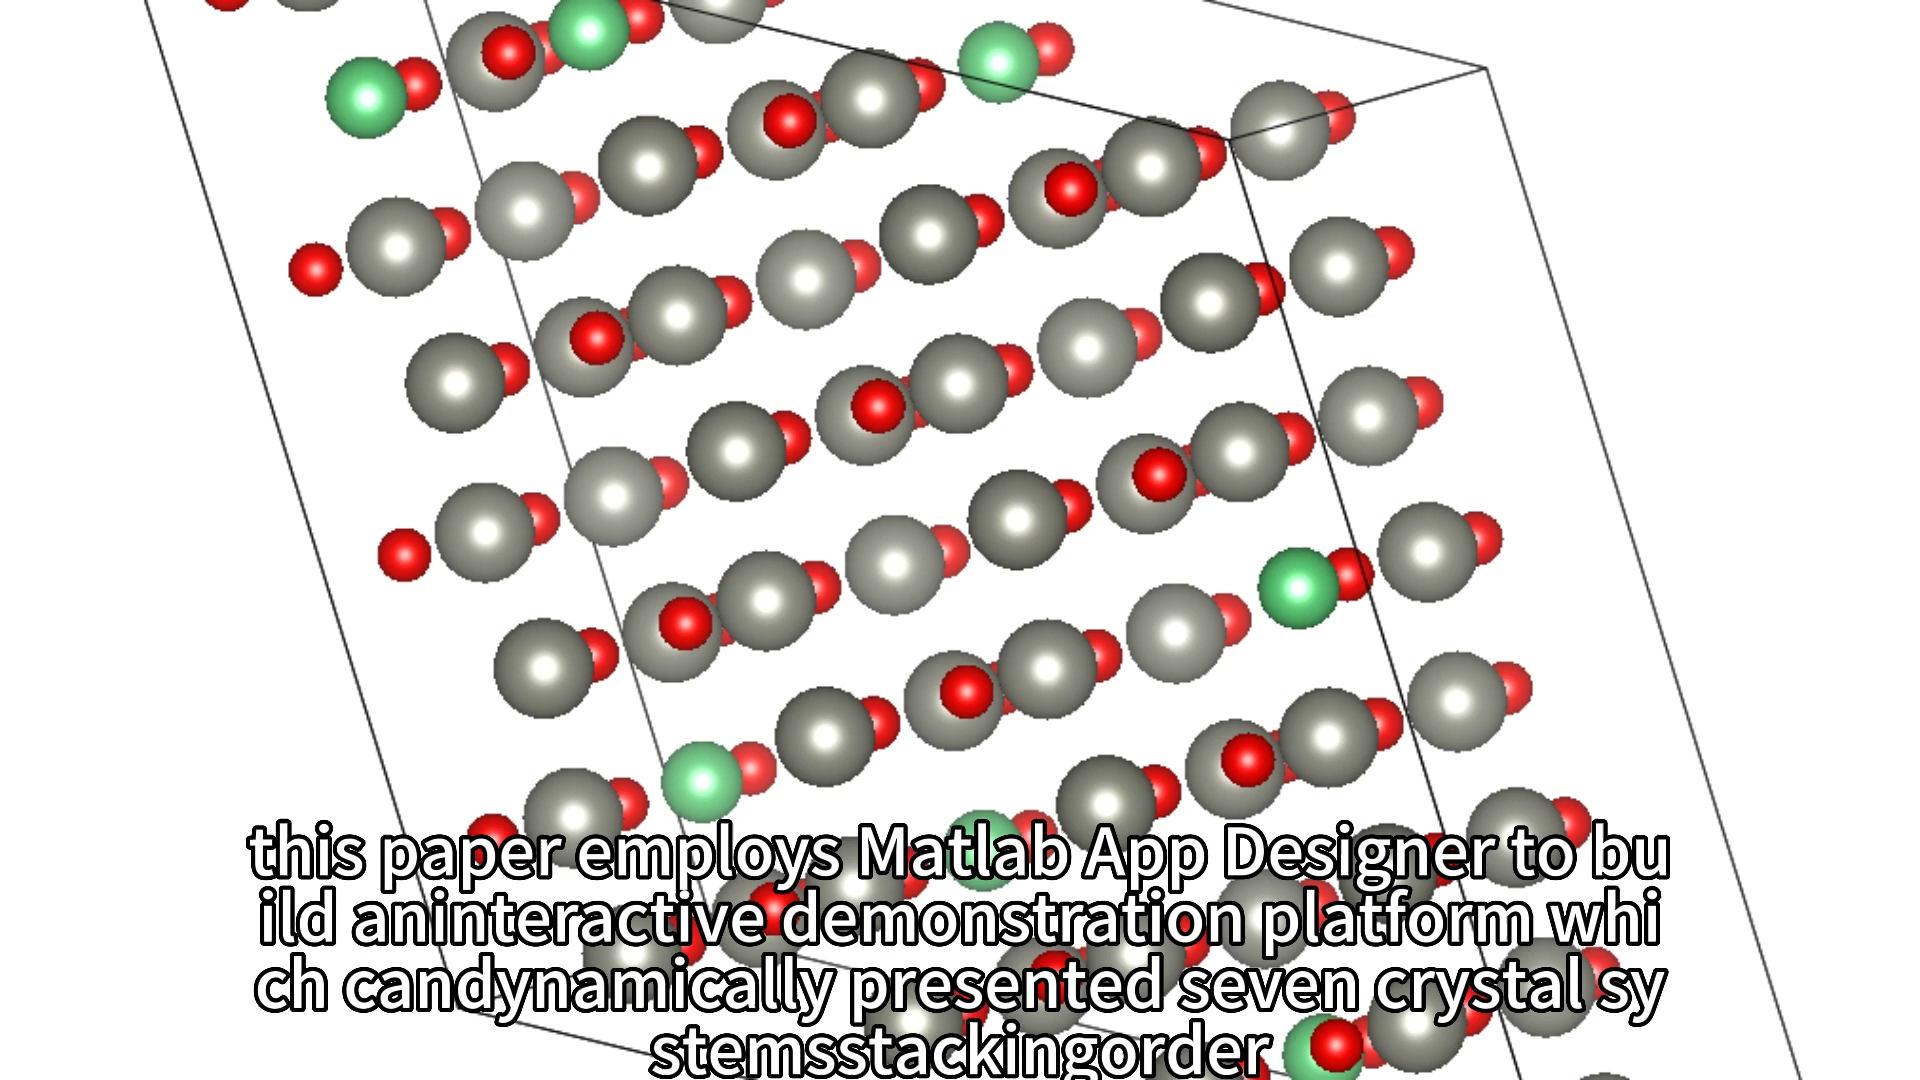 this paper employs Matlab App Designer to bu
ild aninteractive demonstration platform whi
ch candynamically presented seven crystal sy
stemsstackingorder